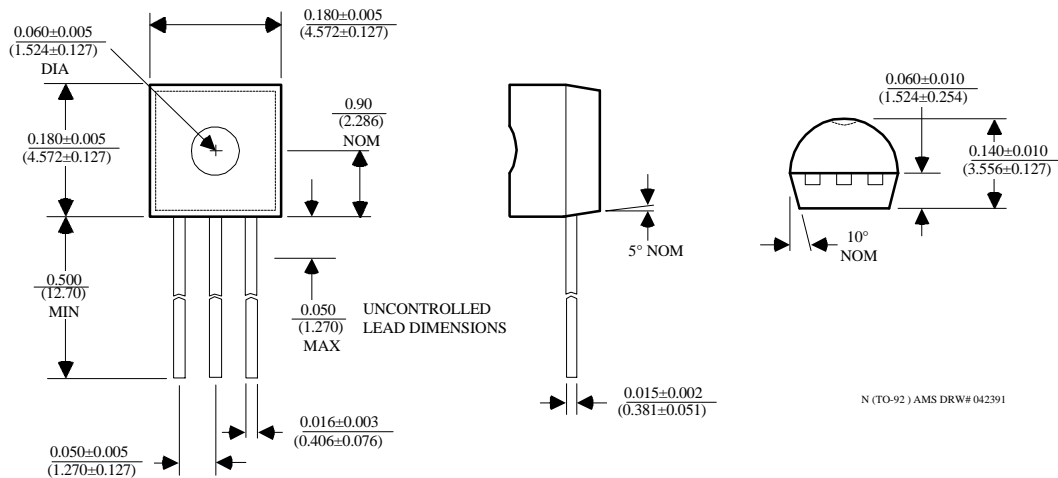 0.180±0.005
(4.572±0.127)
0.060±0.005
(1.524±0.127)
DIA
0.180±0.005
(4.572±0.127)
0.90
(2.286)
NOM
0.500
(12.70)
MIN
0.050
(1.270)
MAX
UNCONTROLLED
LEAD DIMENSIONS
0.016±0.003
(0.406±0.076)
0.050±0.005
(1.270±0.127)
5° NOM
0.015±0.002
(0.381±0.051)
0.060±0.010
(1.524±0.254)
0.140±0.010
(3.556±0.127)
10°
NOM
N (TO-92 ) AMS DRW# 042391